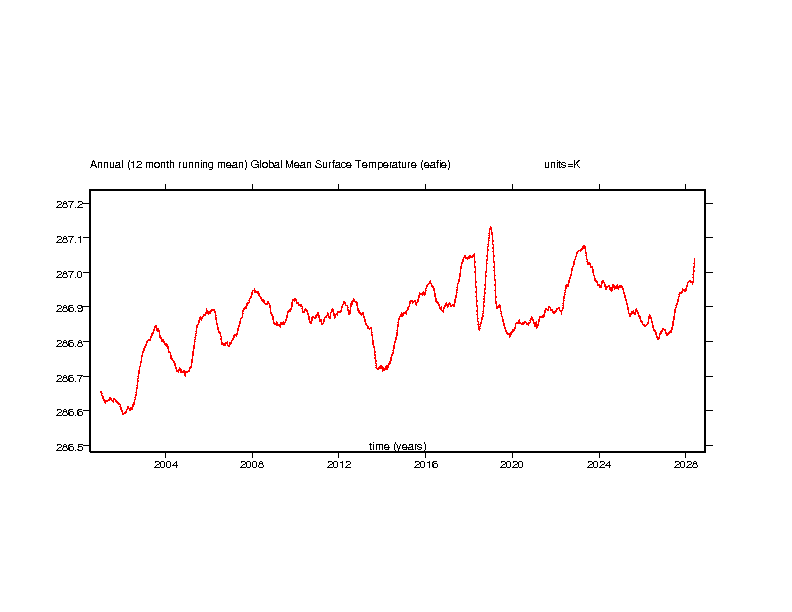 Annual (12 month running mean) Global Mean Surface Temperature (eafie) units=K
287.2
287.1
287.0
286.9
286.8
286.7
286.6
286.5
time (years)
2004 2008 2012 2016 2020 2024 2028